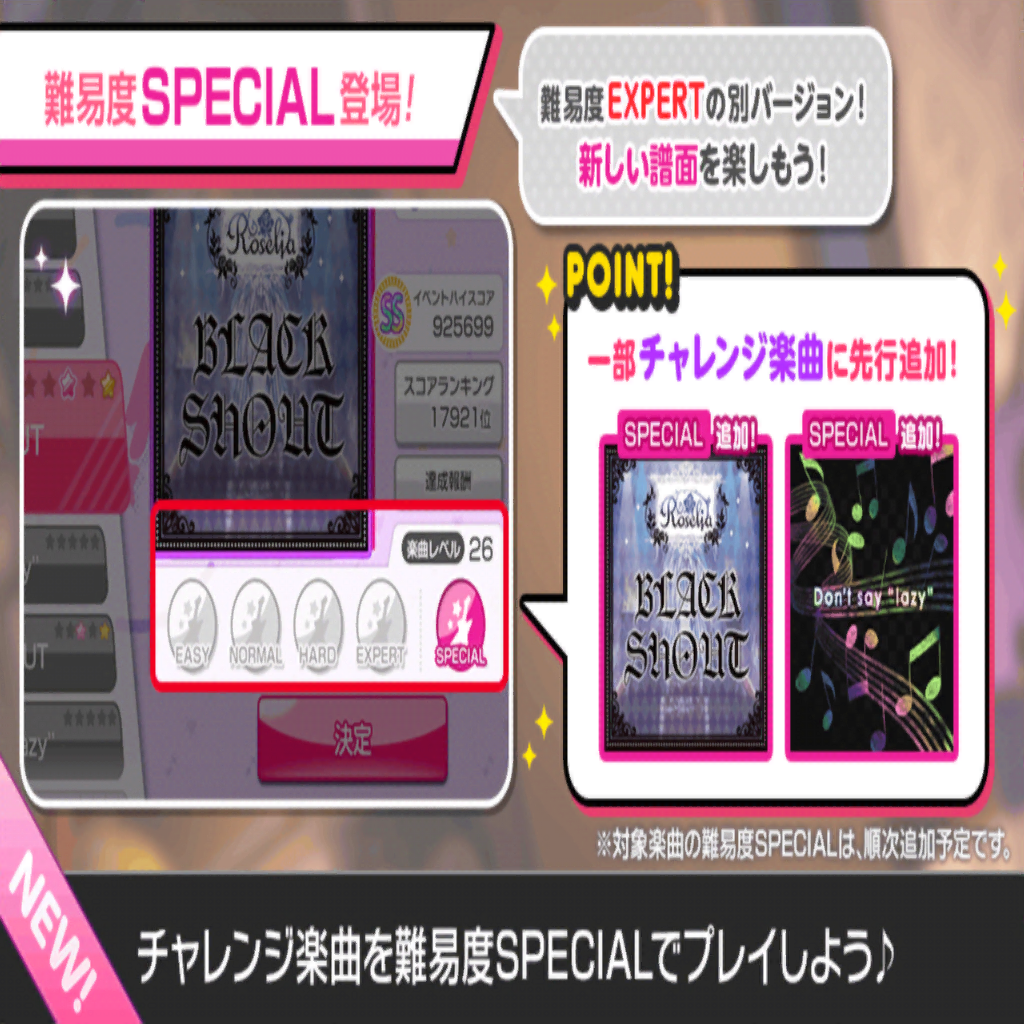 難易度SPECIAL登場!
難易度EXPERTの別バージョン!
新しい譜面を楽しもう!
Roselia
BLACK
SHOUT
SS
イベントハイスコア
925699
スコアランキング
17921位
達成報酬
楽曲レベル 26
EASY NORMAL HARD EXPERT SPECIAL
決定
UT
azy"
POINT!
一部チャレンジ楽曲に先行追加!
SPECIAL 追加!
Roselia
BLACK
SHOUT
SPECIAL 追加!
Don't say "lazy"
※対象楽曲の難易度SPECIALは、順次追加予定です。
NEW!
チャレンジ楽曲を難易度SPECIALでプレイしよう♪